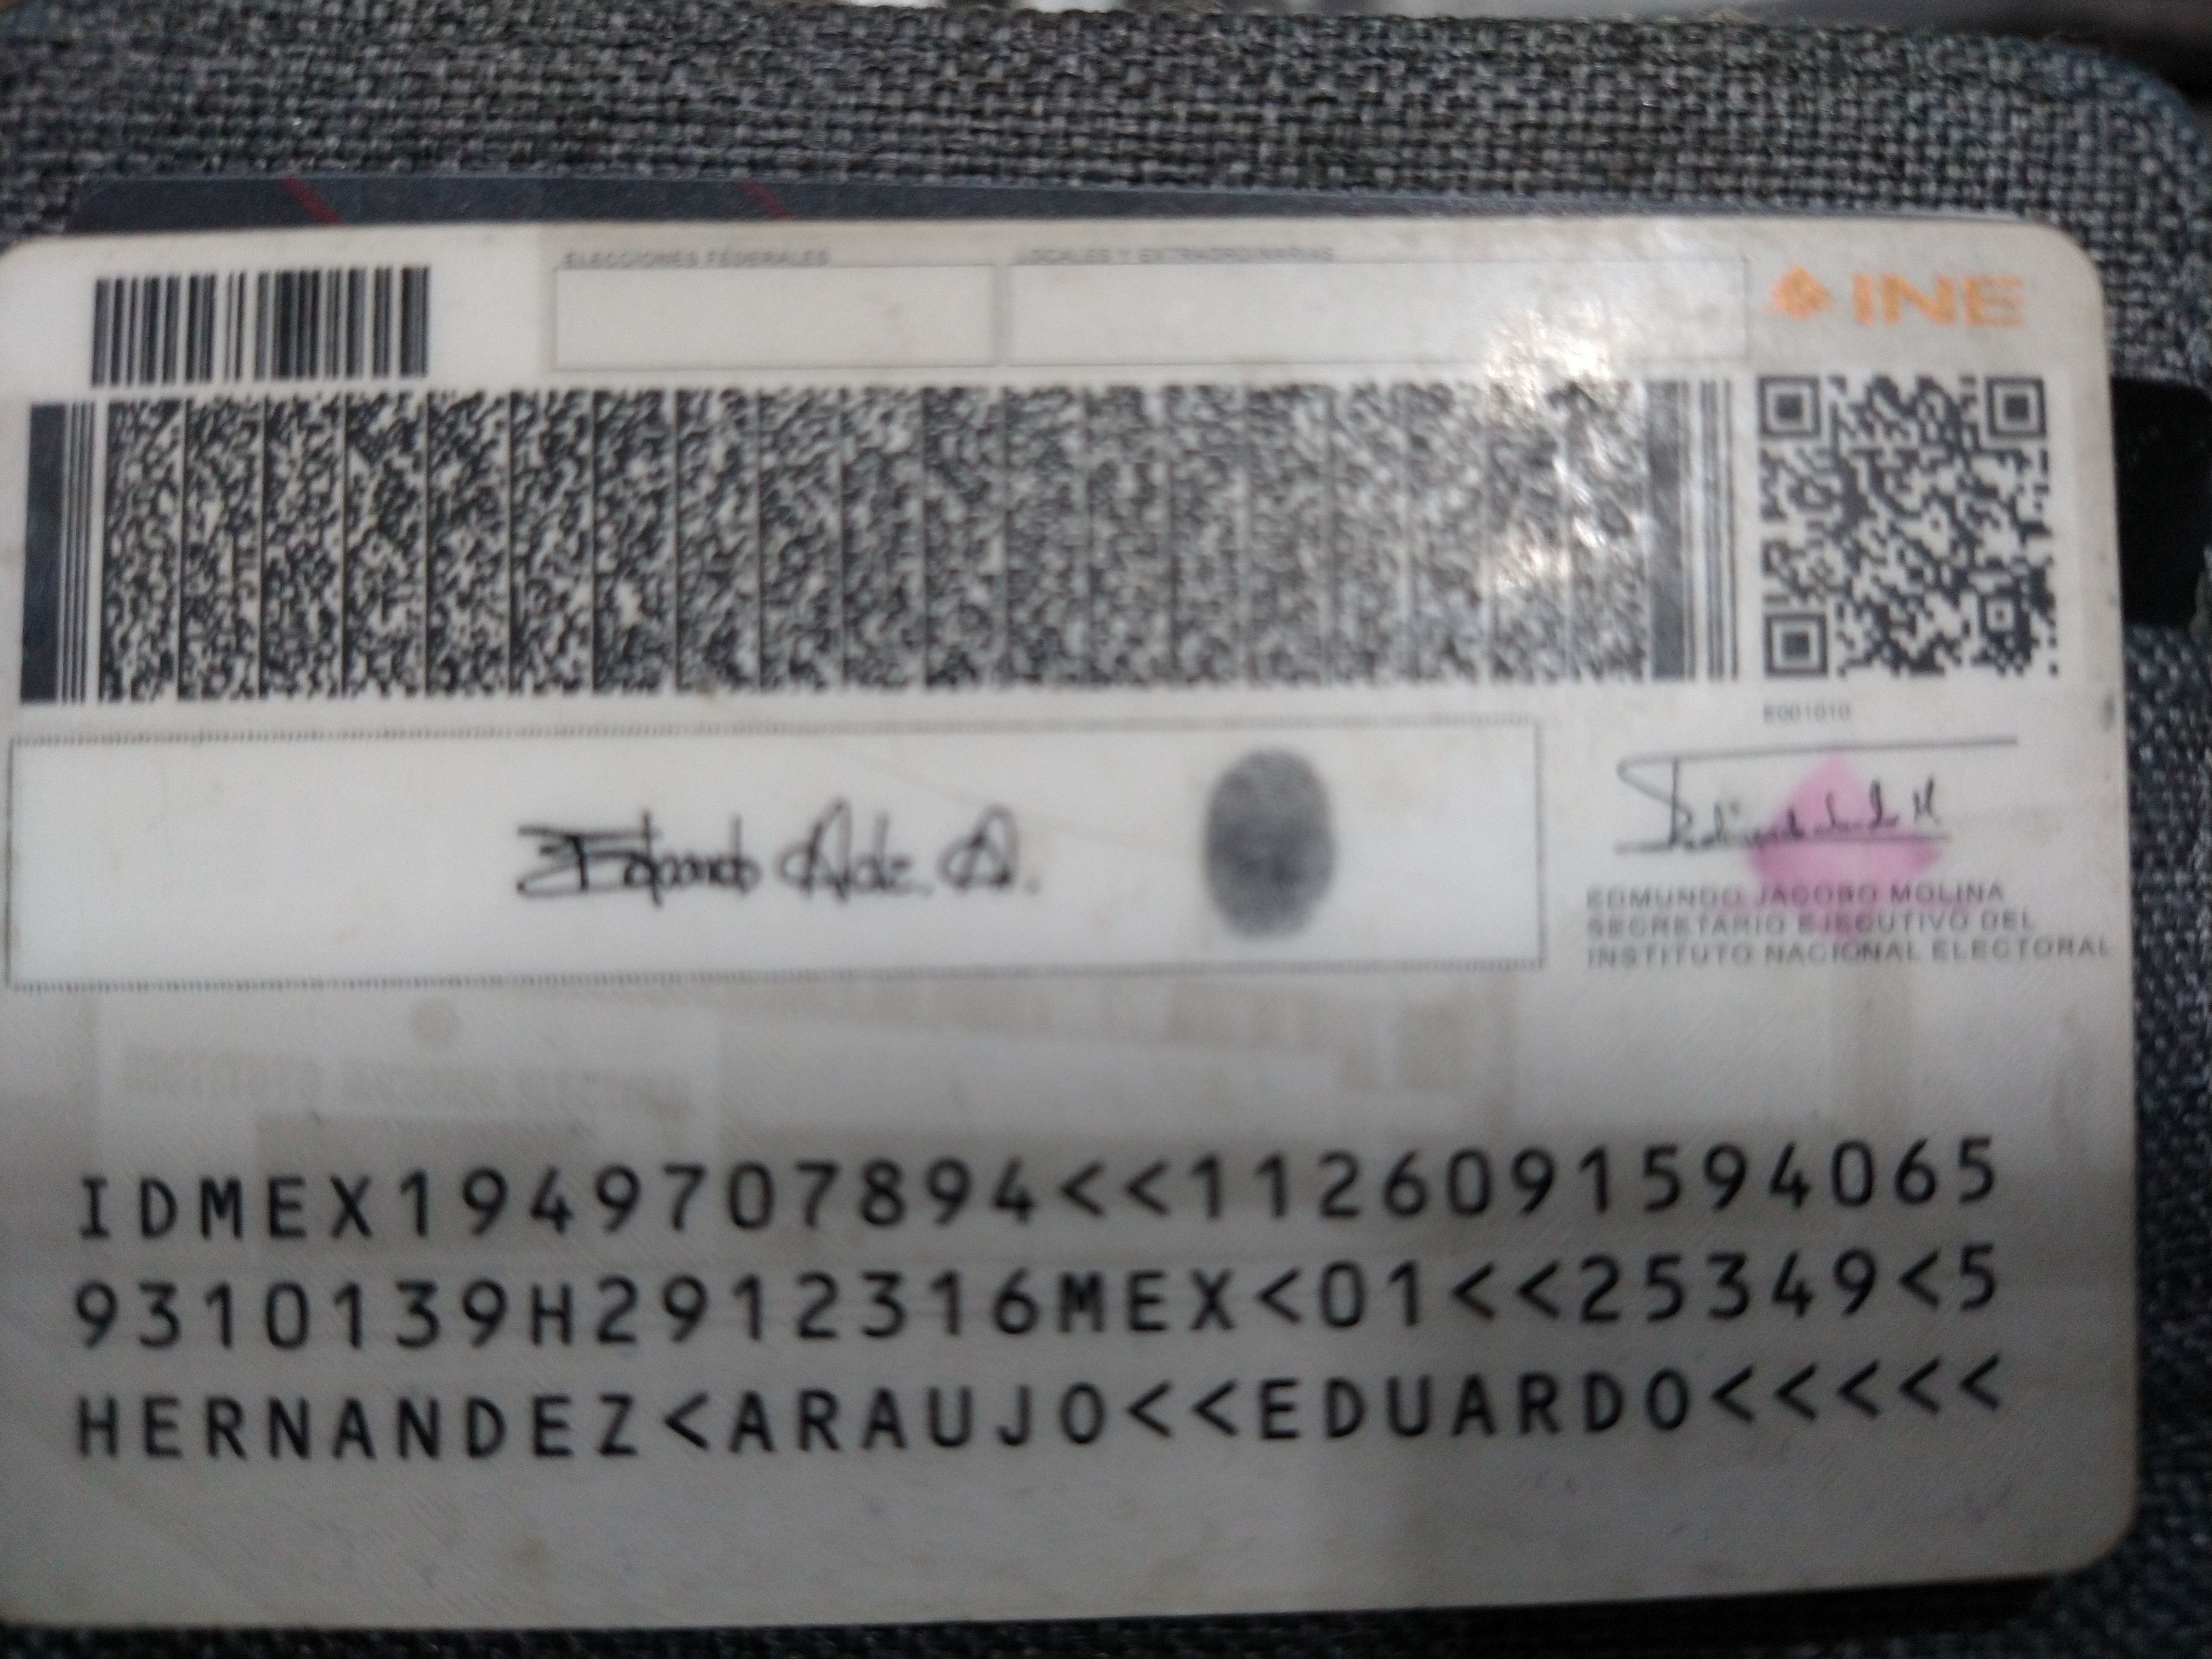 ELECCIONES FEDERALES
LOCALES Y EXTRAORDINARIAS
INE
E001010
EDMUNDO JACOBO MOLINA
SECRETARIO EJECUTIVO DEL
INSTITUTO NACIONAL ELECTORAL
IDMEX1949707894<<1126091594065
9310139H2912316MEX<01<<25349<5
HERNANDEZ<ARAUJO<<EDUARDO<<<<<